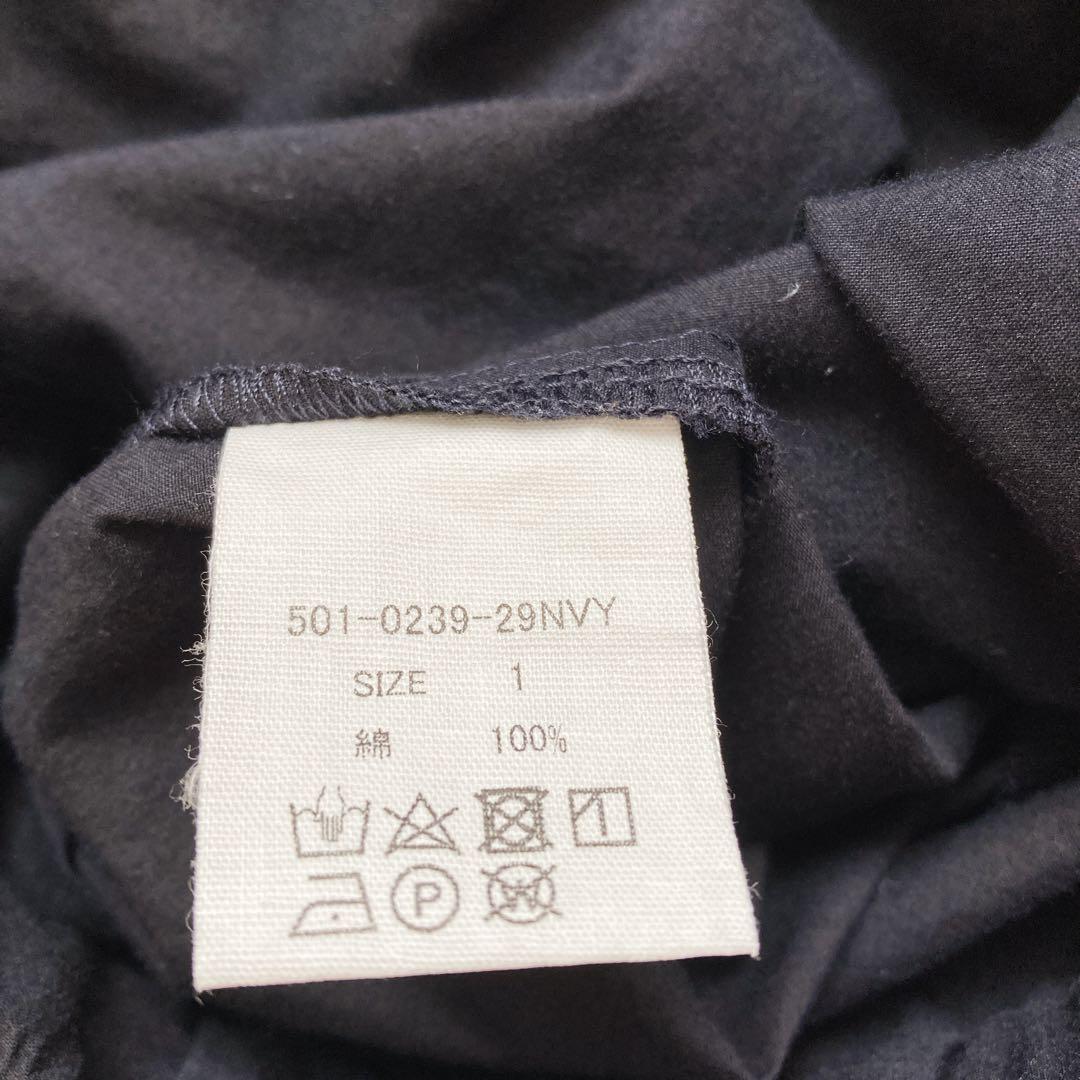 501-0239-29NVY
SIZE 1
綿 100%
P
W